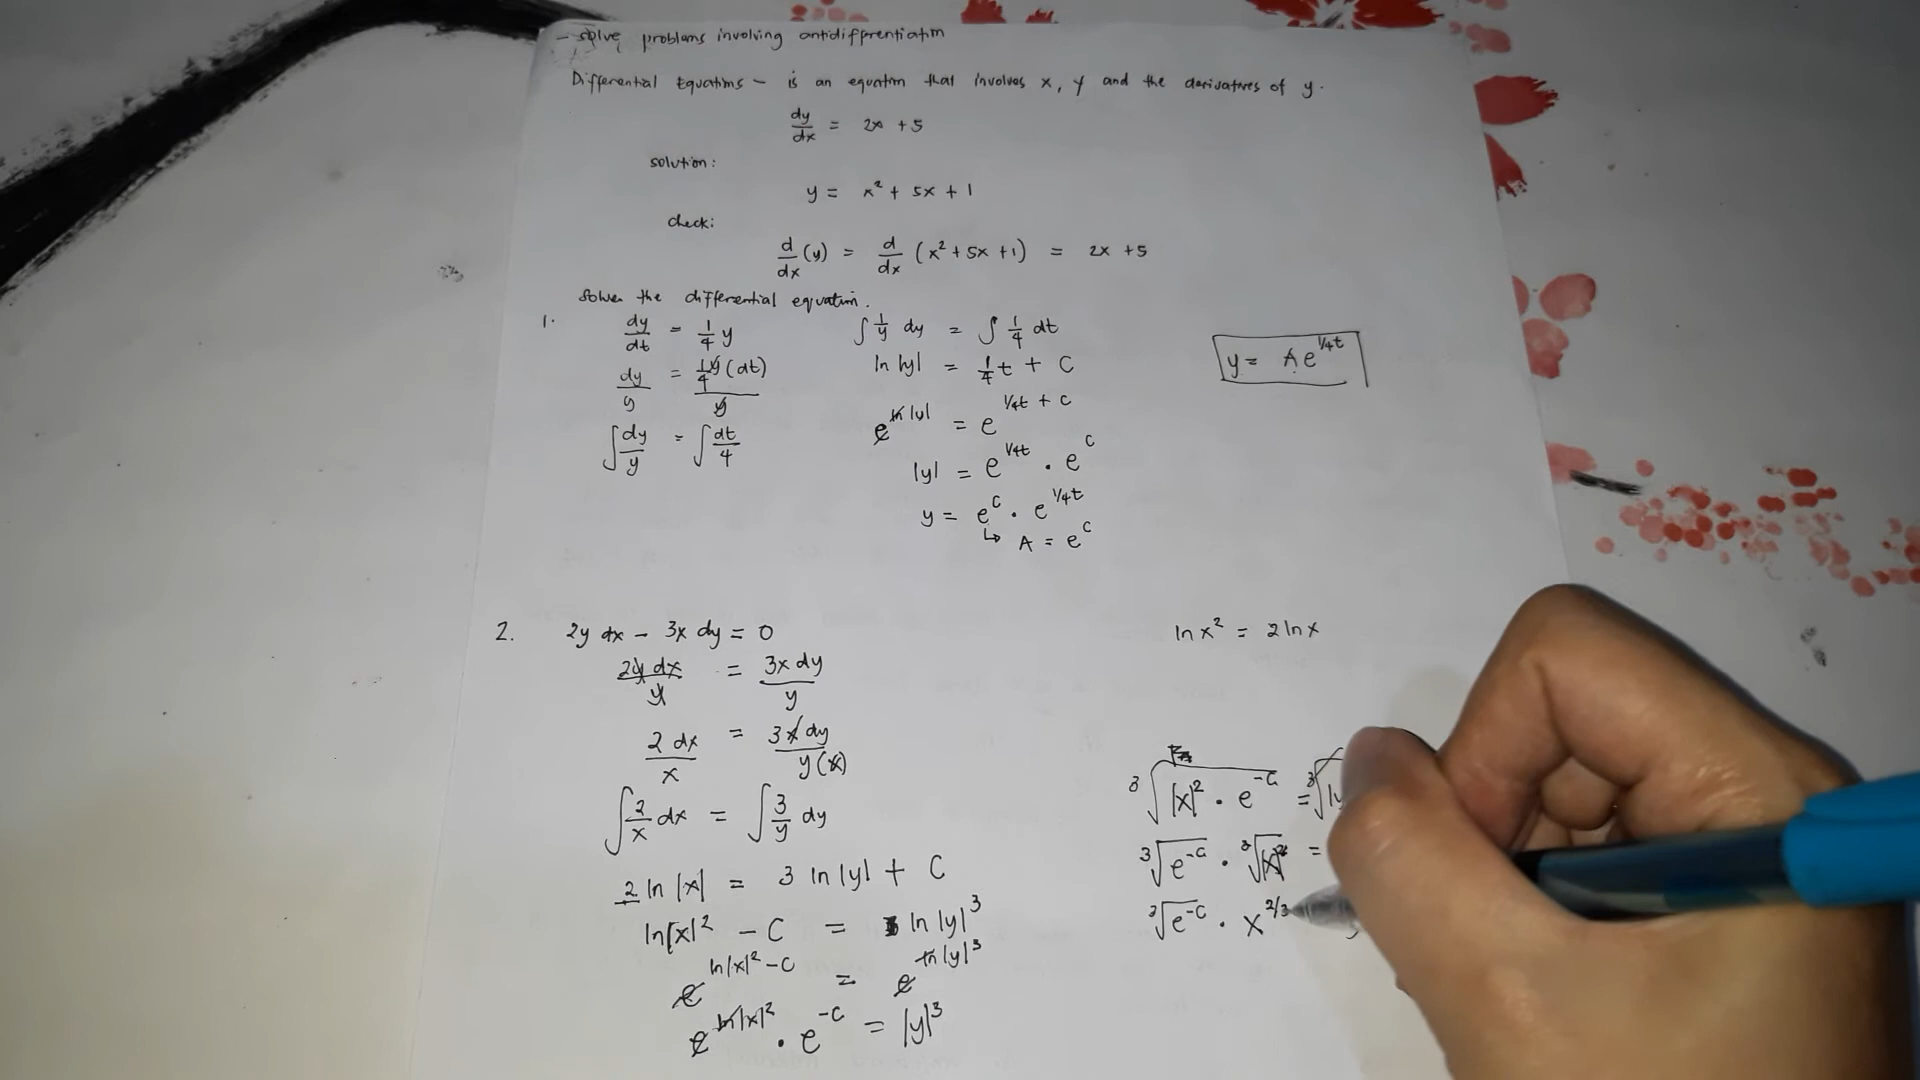 - solve problems involving antidifferentiation
Differential Equations - is an equation that involves x, y and the derivatives of y.
dy/dx = 2x + 5
solution:
y = x² + 5x + 1
check:
d/dx (y) = d/dx (x² + 5x + 1) = 2x + 5
Solve the differential equation.
1. dy/dt = 1/4 y
dy/y = 1/4 y (dt) / y
∫ dy/y = ∫ dt/4
∫ 1/y dy = ∫ 1/4 dt
ln |y| = 1/4 t + C
e^(ln |y|) = e^(1/4t + C)
|y| = e^(1/4t) · e^C
y = e^C · e^(1/4t)
↳ A = e^C
y = Ae^(1/4t)
2. 2y dx - 3x dy = 0
2y dx / y = 3x dy / y
2 dx / x = 3x dy / y(x)
∫ 2/x dx = ∫ 3/y dy
2 ln |x| = 3 ln |y| + C
ln |x|² - C = ln |y|³
e^(ln|x|² - C) = e^(ln |y|³)
e^(ln|x|²) · e^(-C) = |y|³
ln x² = 2 ln x
³√(|x|² · e^(-C)) = ³√
³√(e^(-C)) · ³√(|x|²) =
³√(e^(-C)) · x^(2/3)